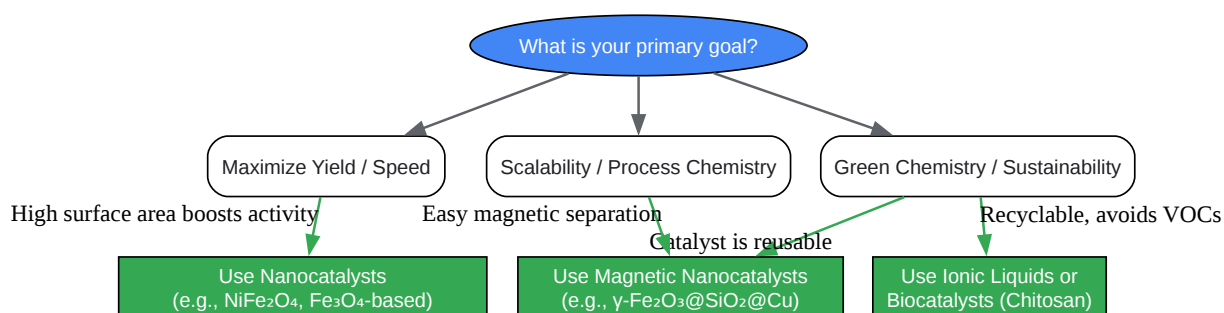 What is your primary goal?
Maximize Yield / Speed
Scalability / Process Chemistry
Green Chemistry / Sustainability
High surface area boosts activity
Easy magnetic separation
Recyclable, avoids VOCs
Catalyst is reusable
Use Nanocatalysts
(e.g., NiFe₂O₄, Fe₃O₄-based)
Use Magnetic Nanocatalysts
(e.g., γ-Fe₂O₃@SiO₂@Cu)
Use Ionic Liquids or
Biocatalysts (Chitosan)